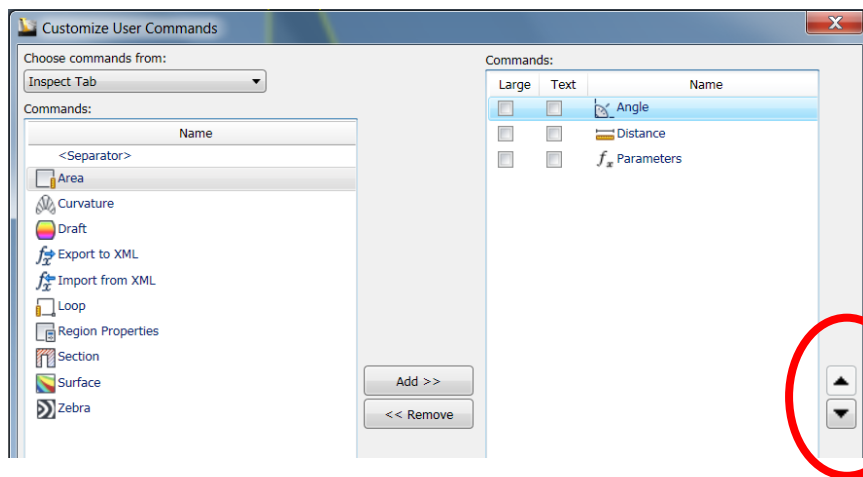 Customize User Commands
X
Choose commands from:
Inspect Tab
Commands:
Name
<Separator>
Area
Curvature
Draft
Export to XML
Import from XML
Loop
Region Properties
Section
Surface
Zebra
Add >>
<< Remove
Commands:
Large Text Name
Angle
Distance
fx Parameters